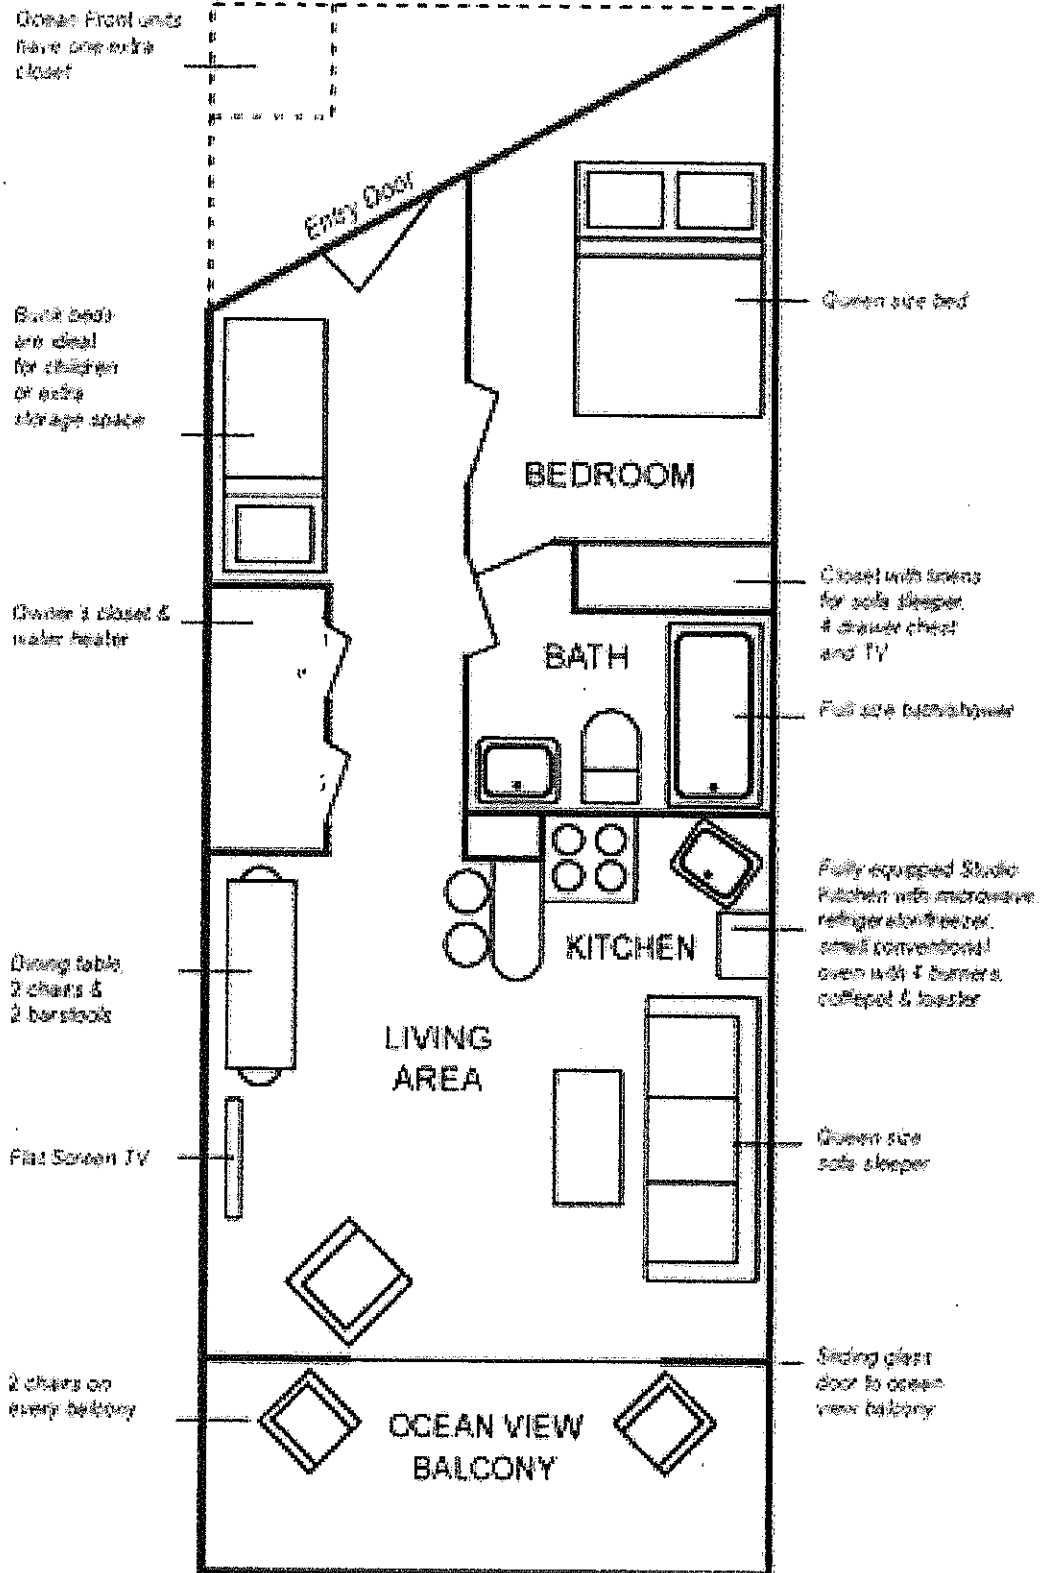 Ocean Front units
have one extra
closet
Entry Door
Bunk beds
are ideal
for children
or extra
storage space
Queen size bed
BEDROOM
Owner's closet &
water heater
Closet with linens
for sofa sleeper,
4 drawer chest
and TV
BATH
Full size bath/shower
Fully equipped Studio
Kitchen with microwave,
refrigerator/freezer,
small conventional
oven with 4 burners,
coffepot & toaster
KITCHEN
Dining table,
2 chairs &
2 barstools
LIVING
AREA
Flat Screen TV
Queen size
sofa sleeper
Sliding glass
door to ocean
view balcony
2 chairs on
every balcony
OCEAN VIEW
BALCONY